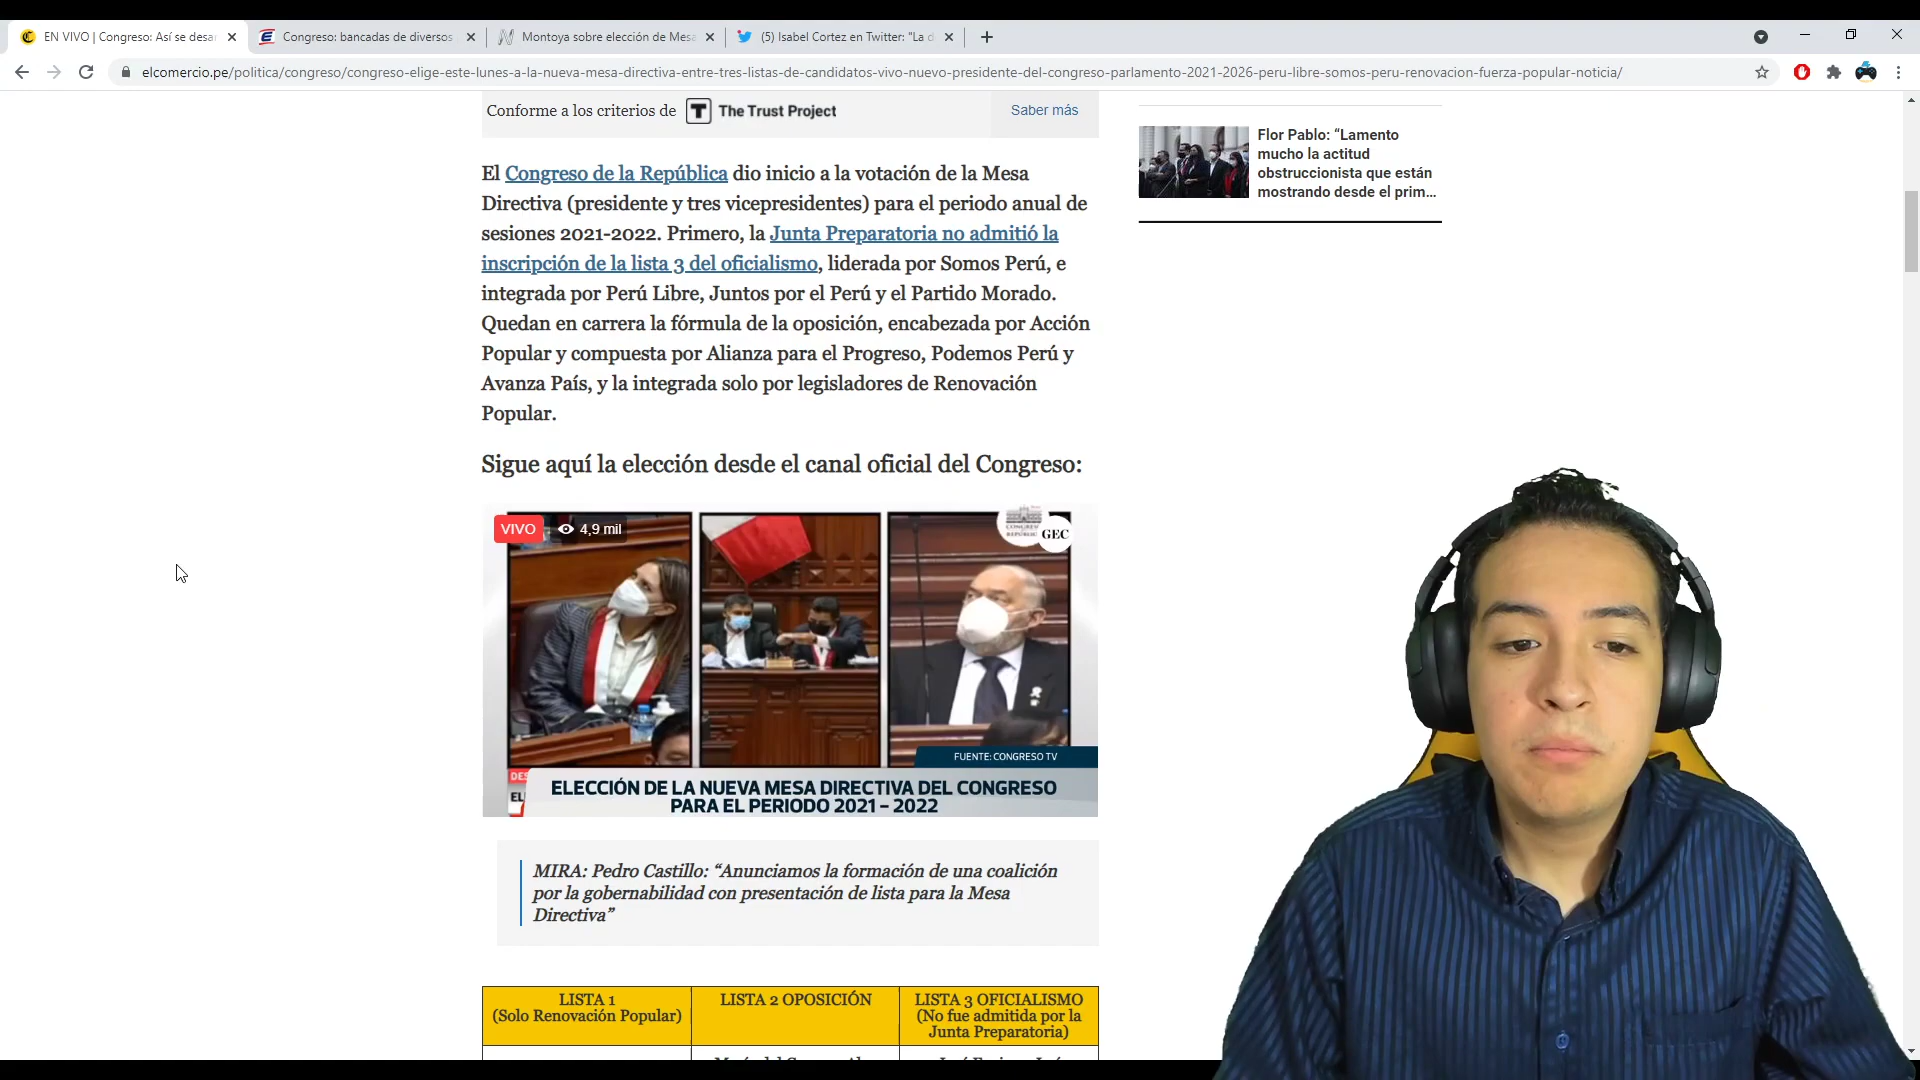 EN VIVO | Congreso: Así se desar
Congreso: bancadas de diversos
Montoya sobre elección de Mesa
(5) Isabel Cortez en Twitter: "La d
elcomercio.pe/politica/congreso/congreso-elige-este-lunes-a-la-nueva-mesa-directiva-entre-tres-listas-de-candidatos-vivo-nuevo-presidente-del-congreso-parlamento-2021-2026-peru-libre-somos-peru-renovacion-fuerza-popular-noticia/
Conforme a los criterios de T The Trust Project
Saber más
El Congreso de la República dio inicio a la votación de la Mesa
Directiva (presidente y tres vicepresidentes) para el periodo anual de
sesiones 2021-2022. Primero, la Junta Preparatoria no admitió la
inscripción de la lista 3 del oficialismo, liderada por Somos Perú, e
integrada por Perú Libre, Juntos por el Perú y el Partido Morado.
Quedan en carrera la fórmula de la oposición, encabezada por Acción
Popular y compuesta por Alianza para el Progreso, Podemos Perú y
Avanza País, y la integrada solo por legisladores de Renovación
Popular.
Flor Pablo: “Lamento
mucho la actitud
obstruccionista que están
mostrando desde el prim...
Sigue aquí la elección desde el canal oficial del Congreso:
VIVO 4,9 mil
GEC
FUENTE: CONGRESO TV
ELECCIÓN DE LA NUEVA MESA DIRECTIVA DEL CONGRESO
PARA EL PERIODO 2021 – 2022
MIRA: Pedro Castillo: “Anunciamos la formación de una coalición
por la gobernabilidad con presentación de lista para la Mesa
Directiva”
LISTA 1
(Solo Renovación Popular)
LISTA 2 OPOSICIÓN
LISTA 3 OFICIALISMO
(No fue admitida por la
Junta Preparatoria)